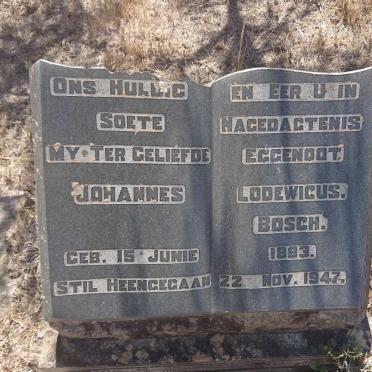 ONS HULDIG EN EER U IN
SOETE NAGEDAGTENIS
MY TER GELIEFDE EGGENOOT
JOHANNES LODEWICUS.
BOSCH.
GEB. 15 JUNIE 1883.
STIL HEENGEGAAN 22 NOV. 1947.